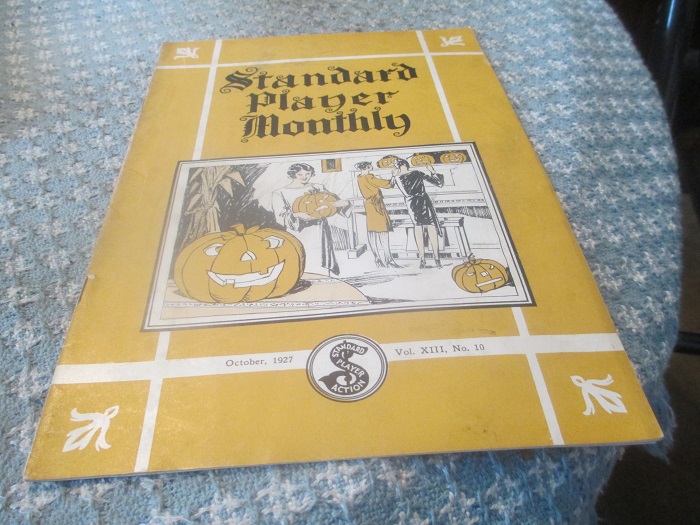 Standard
Player
Monthly
October, 1927
STANDARD
PLAYER
ACTION
Vol. XIII, No. 10